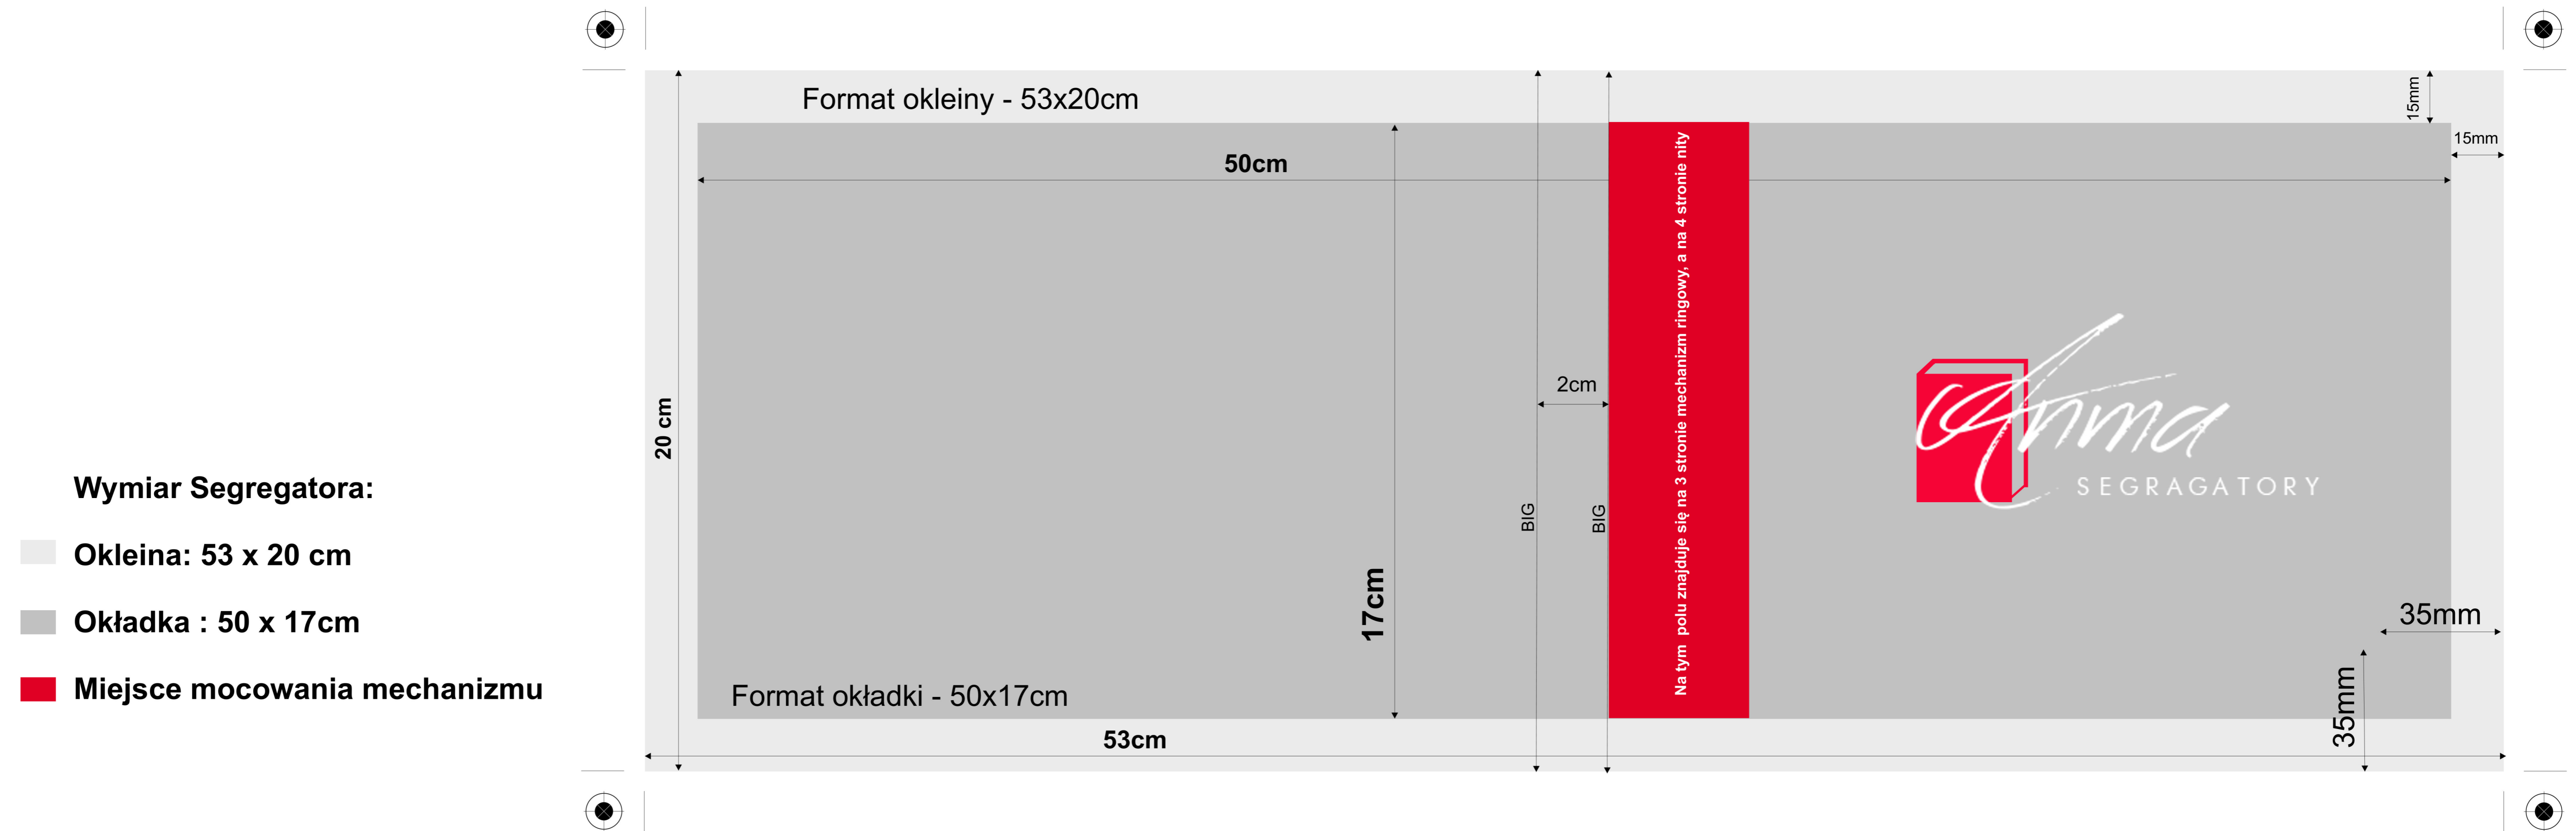 Format okleiny - 53x20cm
15mm
15mm
50cm
Na tym  polu znajduje się na 3 stronie mechanizm ringowy, a na 4 stronie nity
2cm
20 cm
Anma
SEGRAGATORY
Wymiar Segregatora:
BIG
BIG
Okleina: 53 x 20 cm
17cm
Okładka : 50 x 17cm
35mm
35mm
Miejsce mocowania mechanizmu
Format okładki - 50x17cm
53cm